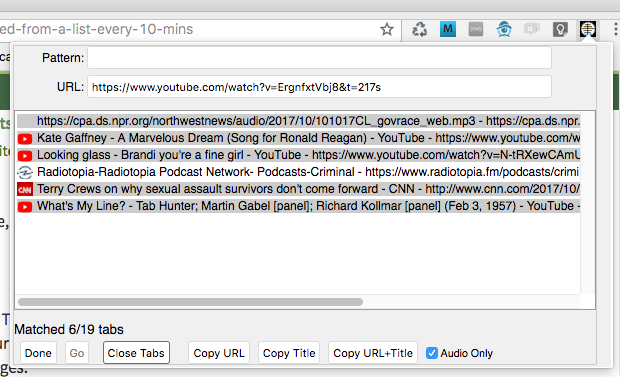 ed-from-a-list-every-10-mins
Pattern:
URL: https://www.youtube.com/watch?v=ErgnfxtVbj8&t=217s
https://cpa.ds.npr.org/northwestnews/audio/2017/10/101017CL_govrace_web.mp3 - https://cpa.ds.npr.
Kate Gaffney - A Marvelous Dream (Song for Ronald Reagan) - YouTube - https://www.youtube.com/w
Looking glass - Brandi you're a fine girl - YouTube - https://www.youtube.com/watch?v=N-tRXewCAmU
Radiotopia-Radiotopia Podcast Network- Podcasts-Criminal - https://www.radiotopia.fm/podcasts/crimi
CNN Terry Crews on why sexual assault survivors don't come forward - CNN - http://www.cnn.com/2017/10/
What's My Line? - Tab Hunter; Martin Gabel [panel]; Richard Kollmar [panel] (Feb 3, 1957) - YouTube -
Matched 6/19 tabs
Done Go Close Tabs Copy URL Copy Title Copy URL+Title Audio Only
ges.